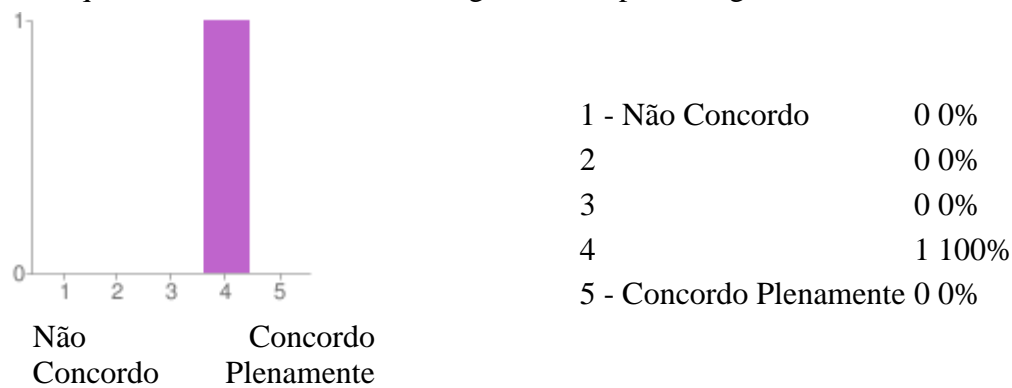 1
0
1 2 3 4 5
Não Concordo
Concordo Plenamente
1 - Não Concordo 0 0%
2 0 0%
3 0 0%
4 1 100%
5 - Concordo Plenamente 0 0%